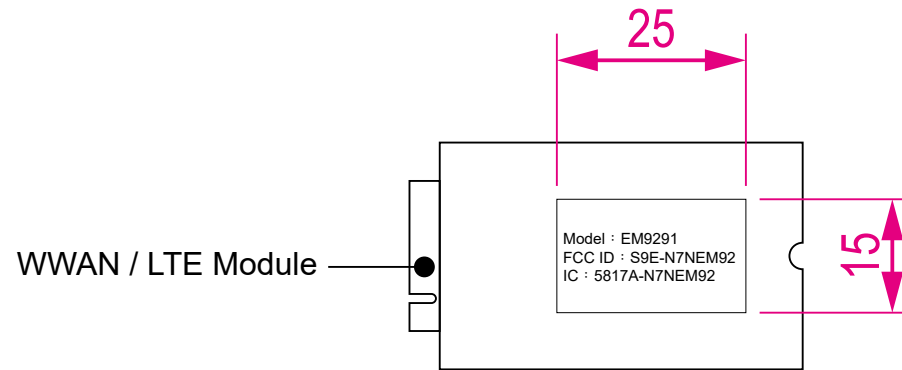 25
Model：EM9291
FCC ID：S9E-N7NEM92
IC：5817A-N7NEM92
15
WWAN / LTE Module